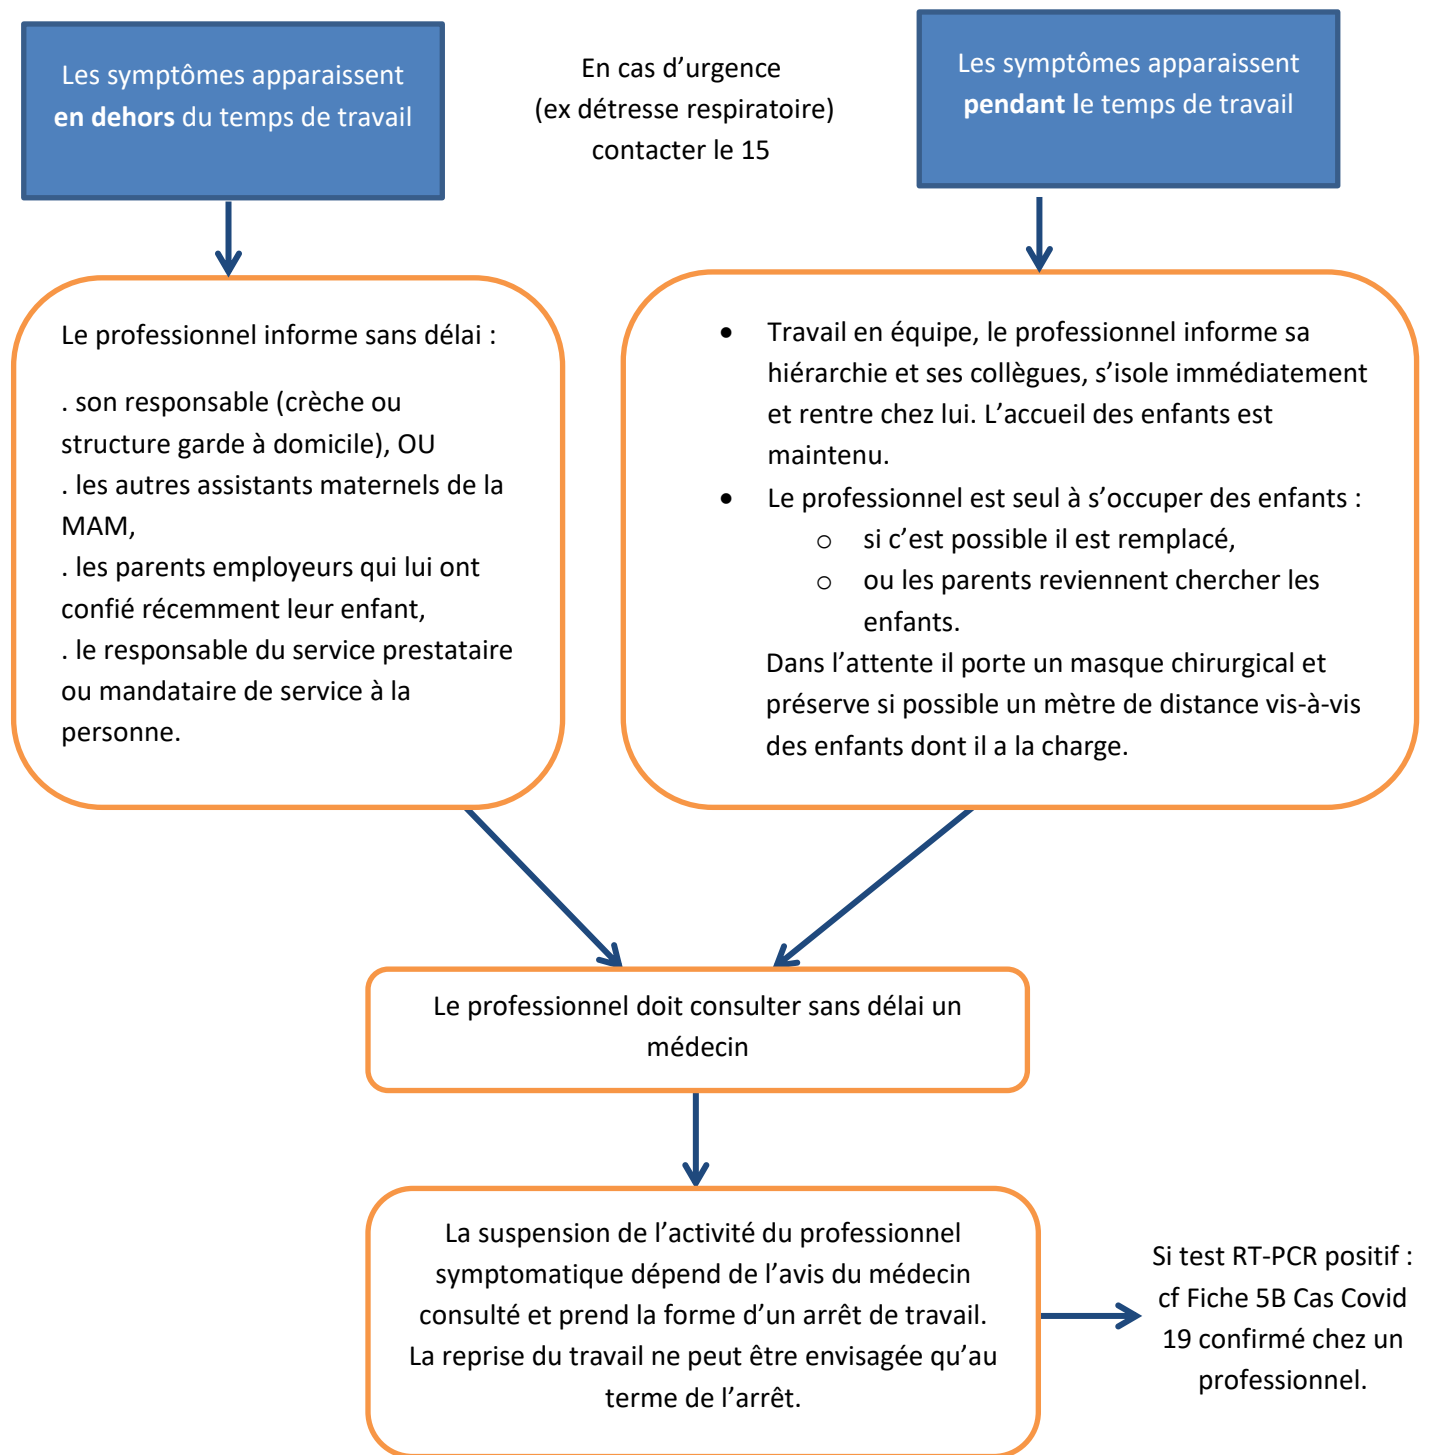 Les symptômes apparaissent
en dehors du temps de travail
En cas d’urgence
(ex détresse respiratoire)
contacter le 15
Les symptômes apparaissent
pendant le temps de travail
Le professionnel informe sans délai :
. son responsable (crèche ou
structure garde à domicile), OU
. les autres assistants maternels de la
MAM,
. les parents employeurs qui lui ont
confié récemment leur enfant,
. le responsable du service prestataire
ou mandataire de service à la
personne.
• Travail en équipe, le professionnel informe sa
hiérarchie et ses collègues, s’isole immédiatement
et rentre chez lui. L’accueil des enfants est
maintenu.
• Le professionnel est seul à s’occuper des enfants :
o si c’est possible il est remplacé,
o ou les parents reviennent chercher les
enfants.
Dans l’attente il porte un masque chirurgical et
préserve si possible un mètre de distance vis-à-vis
des enfants dont il a la charge.
Le professionnel doit consulter sans délai un
médecin
La suspension de l’activité du professionnel
symptomatique dépend de l’avis du médecin
consulté et prend la forme d’un arrêt de travail.
La reprise du travail ne peut être envisagée qu’au
terme de l’arrêt.
Si test RT-PCR positif :
cf Fiche 5B Cas Covid
19 confirmé chez un
professionnel.